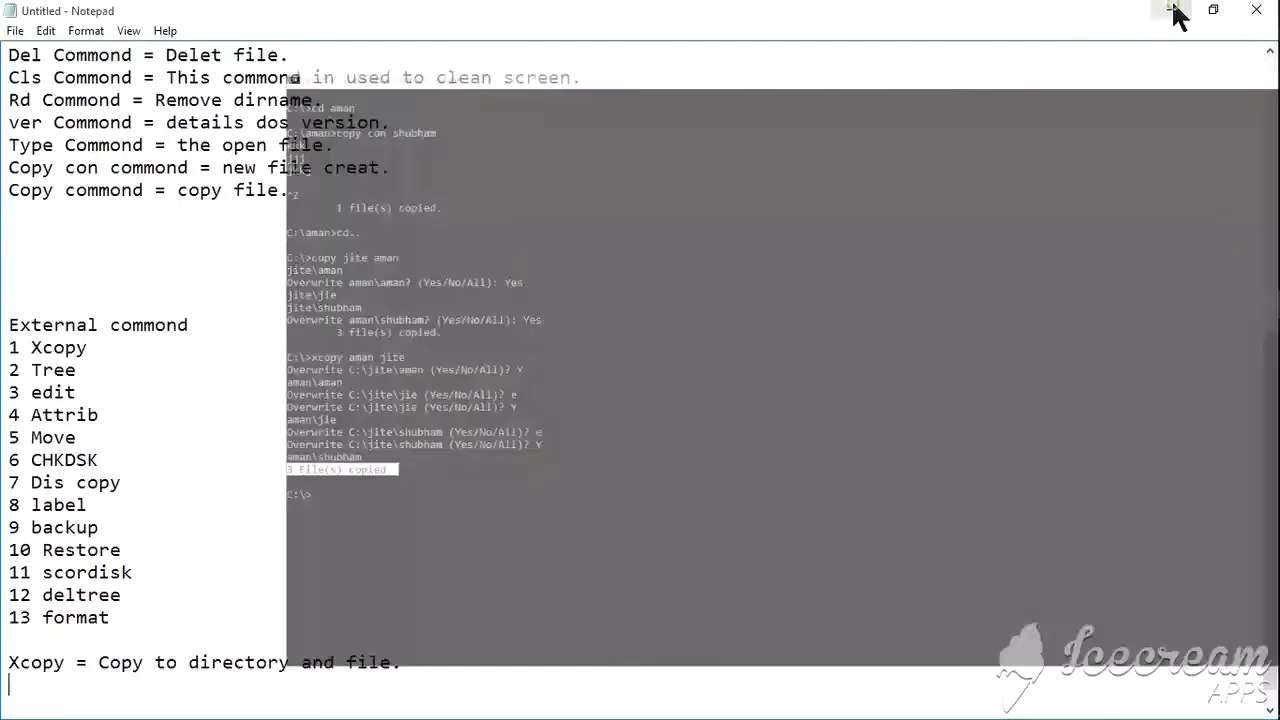 Untitled - Notepad
File Edit Format View Help
Del Commond = Delet file.
Cls Commond = This commond in used to clean screen.
Rd Commond = Remove dirname.
ver Commond = details dos version.
Type Commond = the open file.
Copy con commond = new file creat.
Copy commond = copy file.
External commond
1 Xcopy
2 Tree
3 edit
4 Attrib
5 Move
6 CHKDSK
7 Dis copy
8 label
9 backup
10 Restore
11 scordisk
12 deltree
13 format
Xcopy = Copy to directory and file.
C:\>cd aman
C:\aman>copy con shubham
^Z
1 file(s) copied.
C:\aman>cd..
C:\>copy jite aman
jite\aman
Overwrite aman\aman? (Yes/No/All): Yes
jite\jie
jite\shubham
Overwrite aman\shubham? (Yes/No/All): Yes
3 file(s) copied.
C:\>xcopy aman jite
Overwrite C:\jite\aman (Yes/No/All)? Y
aman\aman
Overwrite C:\jite\jie (Yes/No/All)? e
Overwrite C:\jite\jie (Yes/No/All)? Y
aman\jie
Overwrite C:\jite\shubham (Yes/No/All)? e
Overwrite C:\jite\shubham (Yes/No/All)? Y
aman\shubham
3 file(s) copied
C:\>
Icecream
APPS